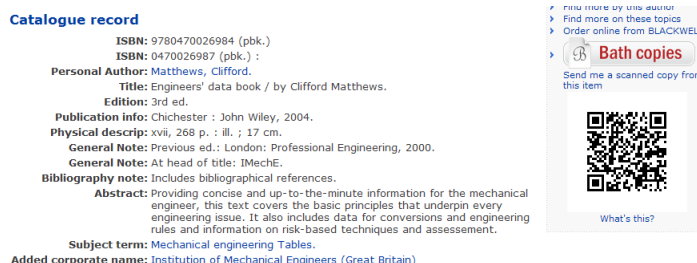 Catalogue record
ISBN: 9780470026984 (pbk.)
ISBN: 0470026987 (pbk.) :
Personal Author: Matthews, Clifford.
Title: Engineers' data book / by Clifford Matthews.
Edition: 3rd ed.
Publication info: Chichester : John Wiley, 2004.
Physical descrip: xvii, 268 p. : ill. ; 17 cm.
General Note: Previous ed.: London: Professional Engineering, 2000.
General Note: At head of title: IMechE.
Bibliography note: Includes bibliographical references.
Abstract: Providing concise and up-to-the-minute information for the mechanical
engineer, this text covers the basic principles that underpin every
engineering issue. It also includes data for conversions and engineering
rules and information on risk-based techniques and assessment.
Subject term: Mechanical engineering Tables.
Added corporate name: Institution of Mechanical Engineers (Great Britain)
Find more by this author
Find more on these topics
Order online from BLACKWEL
B Bath copies
Send me a scanned copy from
this item
What's this?